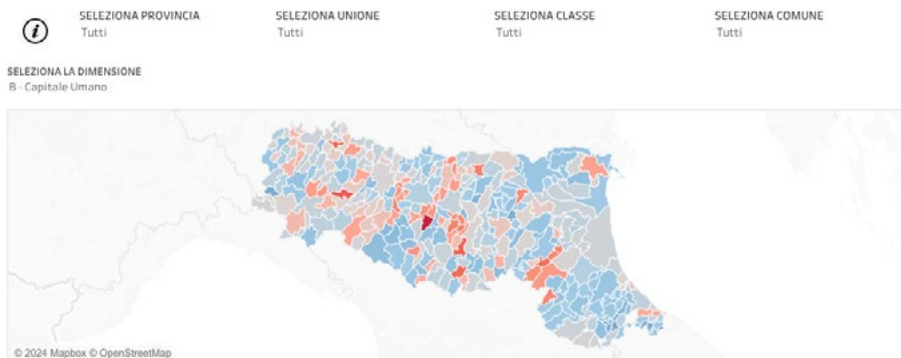 i
SELEZIONA PROVINCIA
Tutti
SELEZIONA UNIONE
Tutti
SELEZIONA CLASSE
Tutti
SELEZIONA COMUNE
Tutti
SELEZIONA LA DIMENSIONE
B - Capitale Umano
© 2024 Mapbox © OpenStreetMap